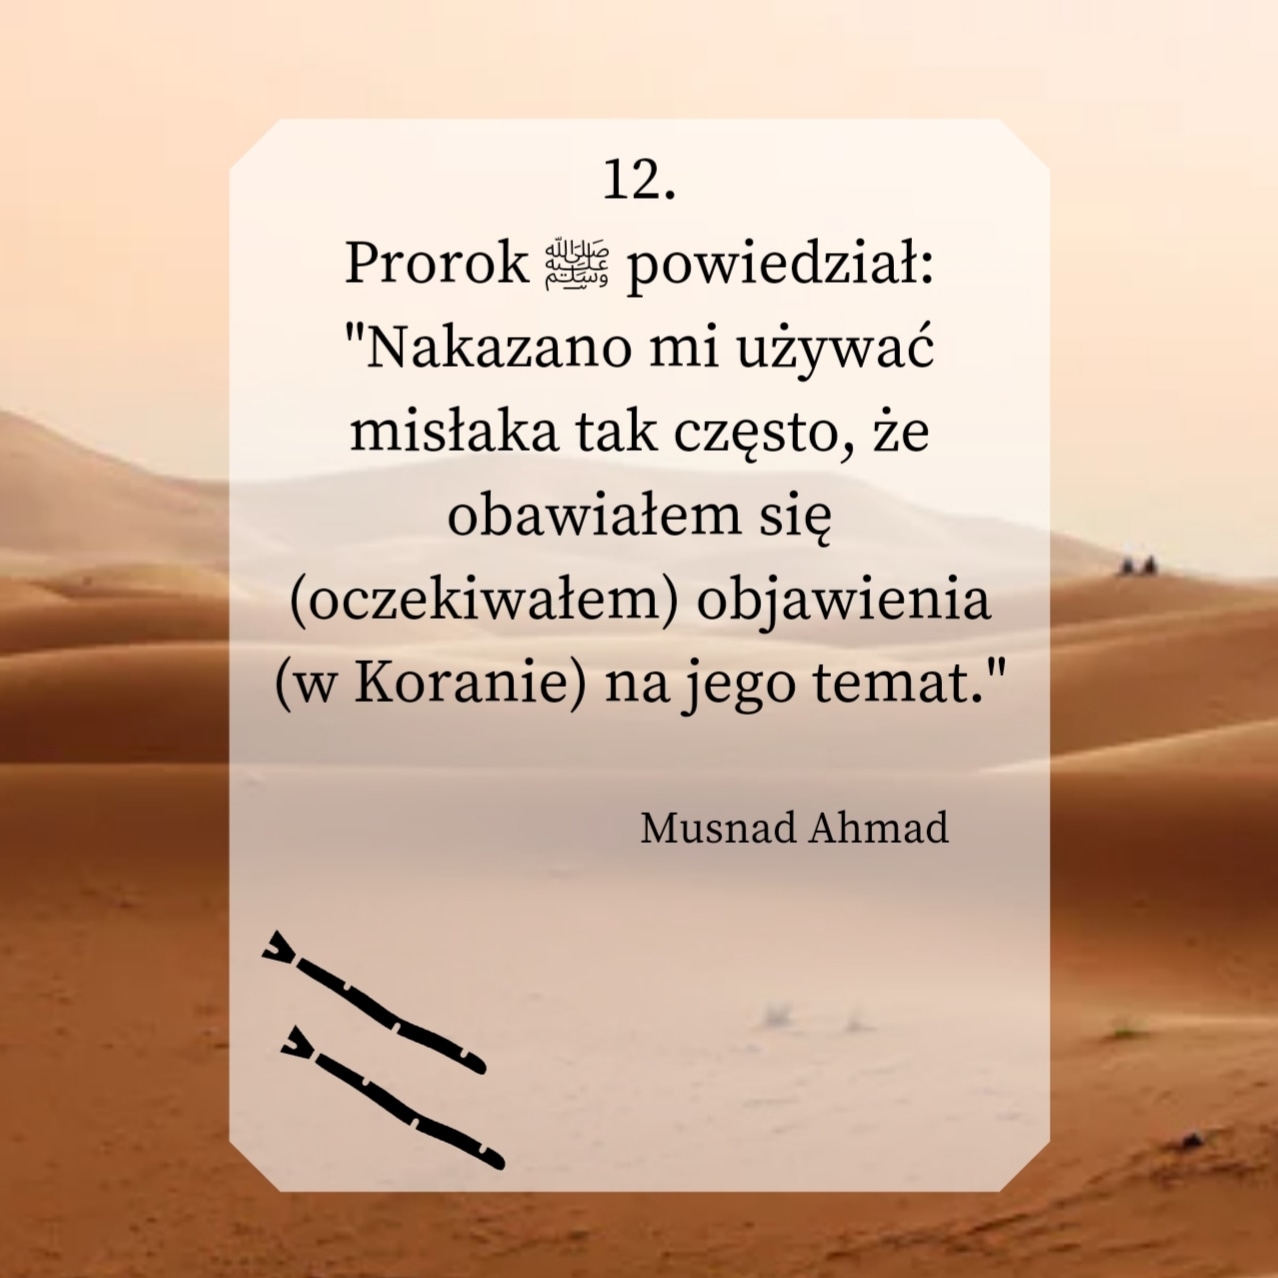 12.
Prorok ﷺ powiedział:
"Nakazano mi używać
misłaka tak często, że
obawiałem się
(oczekiwałem) objawienia
(w Koranie) na jego temat."
Musnad Ahmad